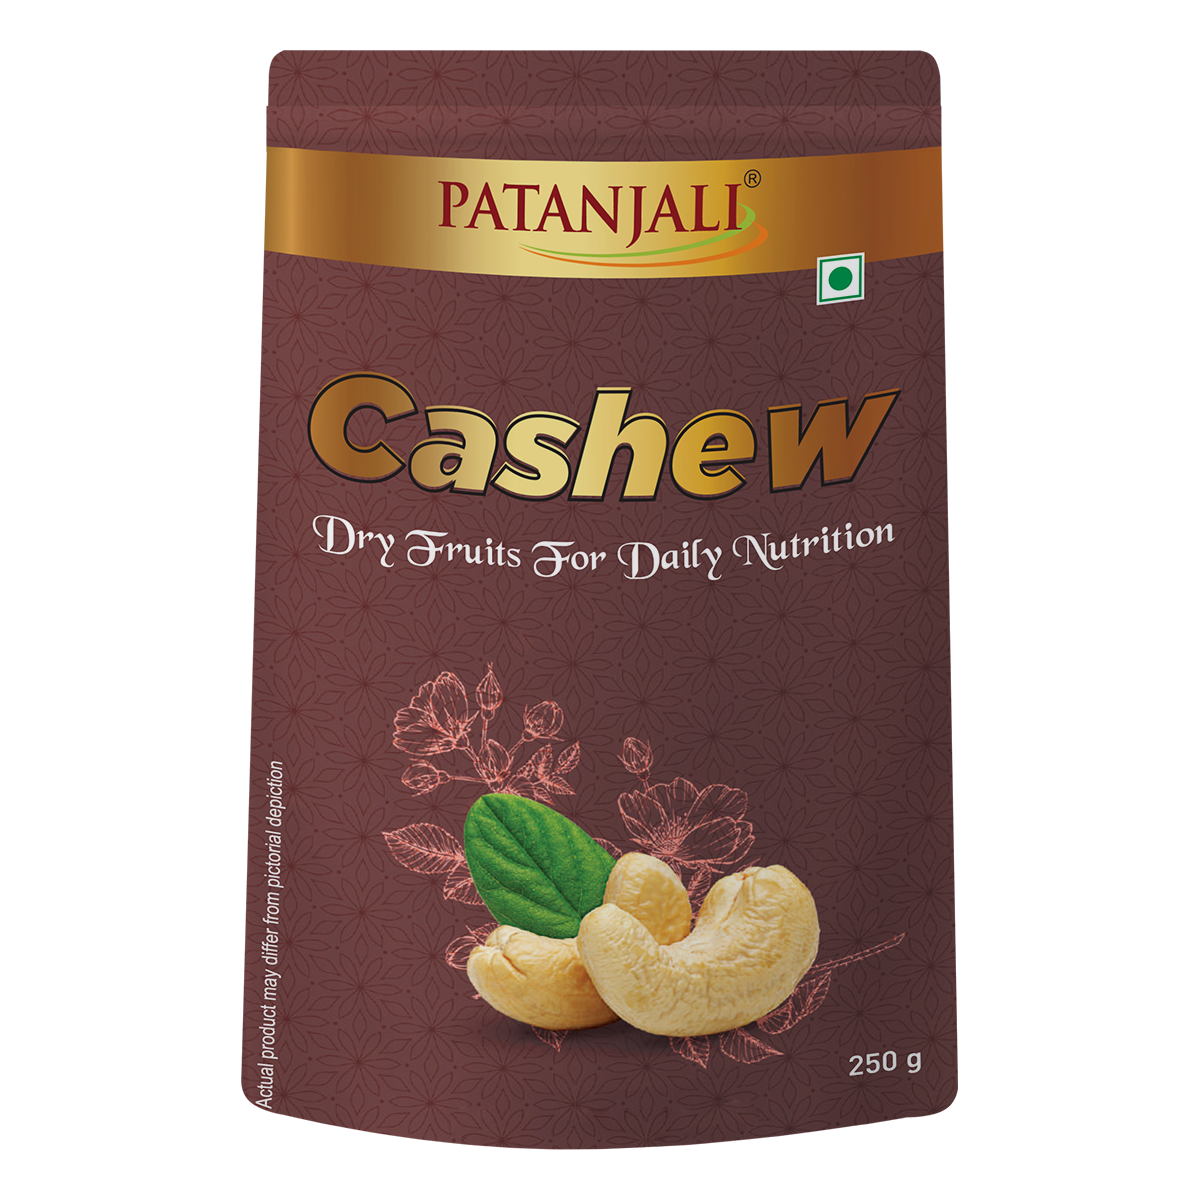 PATANJALI®
Cashew
Dry Fruits For Daily Nutrition
Actual product may differ from pictorial depiction
250 g